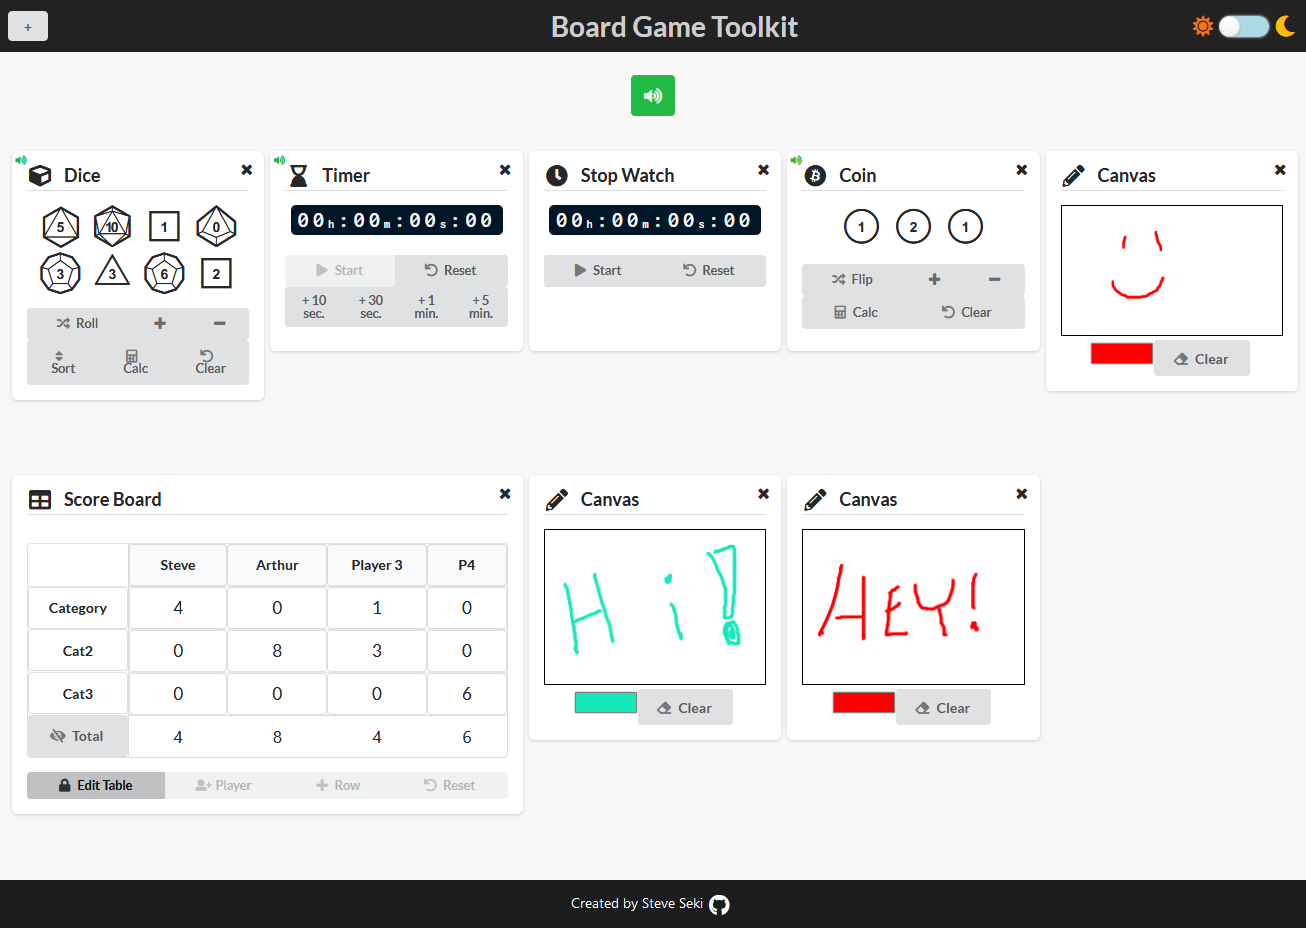 +
Board Game Toolkit
Dice
5 10 1 0
3 3 6 2
Roll + −
Sort Calc Clear
Timer
00h:00m:00s:00
Start Reset
+10 sec. +30 sec. +1 min. +5 min.
Stop Watch
00h:00m:00s:00
Start Reset
Coin
1 2 1
Flip + −
Calc Clear
Canvas
Clear
Score Board
Steve Arthur Player 3 P4
Category 4 0 1 0
Cat2 0 8 3 0
Cat3 0 0 0 6
Total 4 8 4 6
Edit Table Player + Row Reset
Canvas
Hi!
Clear
Canvas
HEY!
Clear
Created by Steve Seki